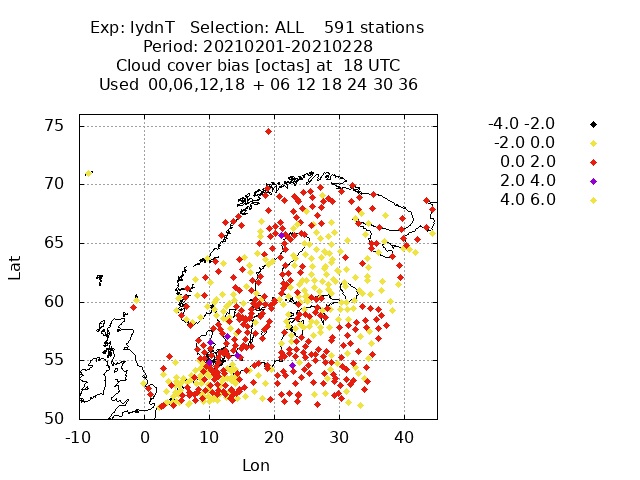 Exp: lydnT   Selection: ALL    591 stations
Period: 20210201-20210228
Cloud cover bias [octas] at  18 UTC
Used  00,06,12,18  + 06 12 18 24 30 36
-4.0 -2.0
-2.0 0.0
0.0 2.0
2.0 4.0
4.0 6.0
75
70
65
60
55
50
Lat
-10 0 10 20 30 40
Lon